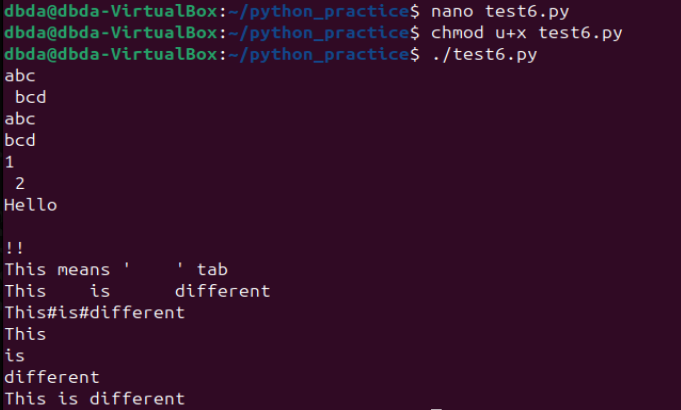 dbda@dbda-VirtualBox:~/python_practice$ nano test6.py
dbda@dbda-VirtualBox:~/python_practice$ chmod u+x test6.py
dbda@dbda-VirtualBox:~/python_practice$ ./test6.py
abc
 bcd
abc
bcd
1
 2
Hello

!!
This means '    ' tab
This    is      different
This#is#different
This
is
different
This is different